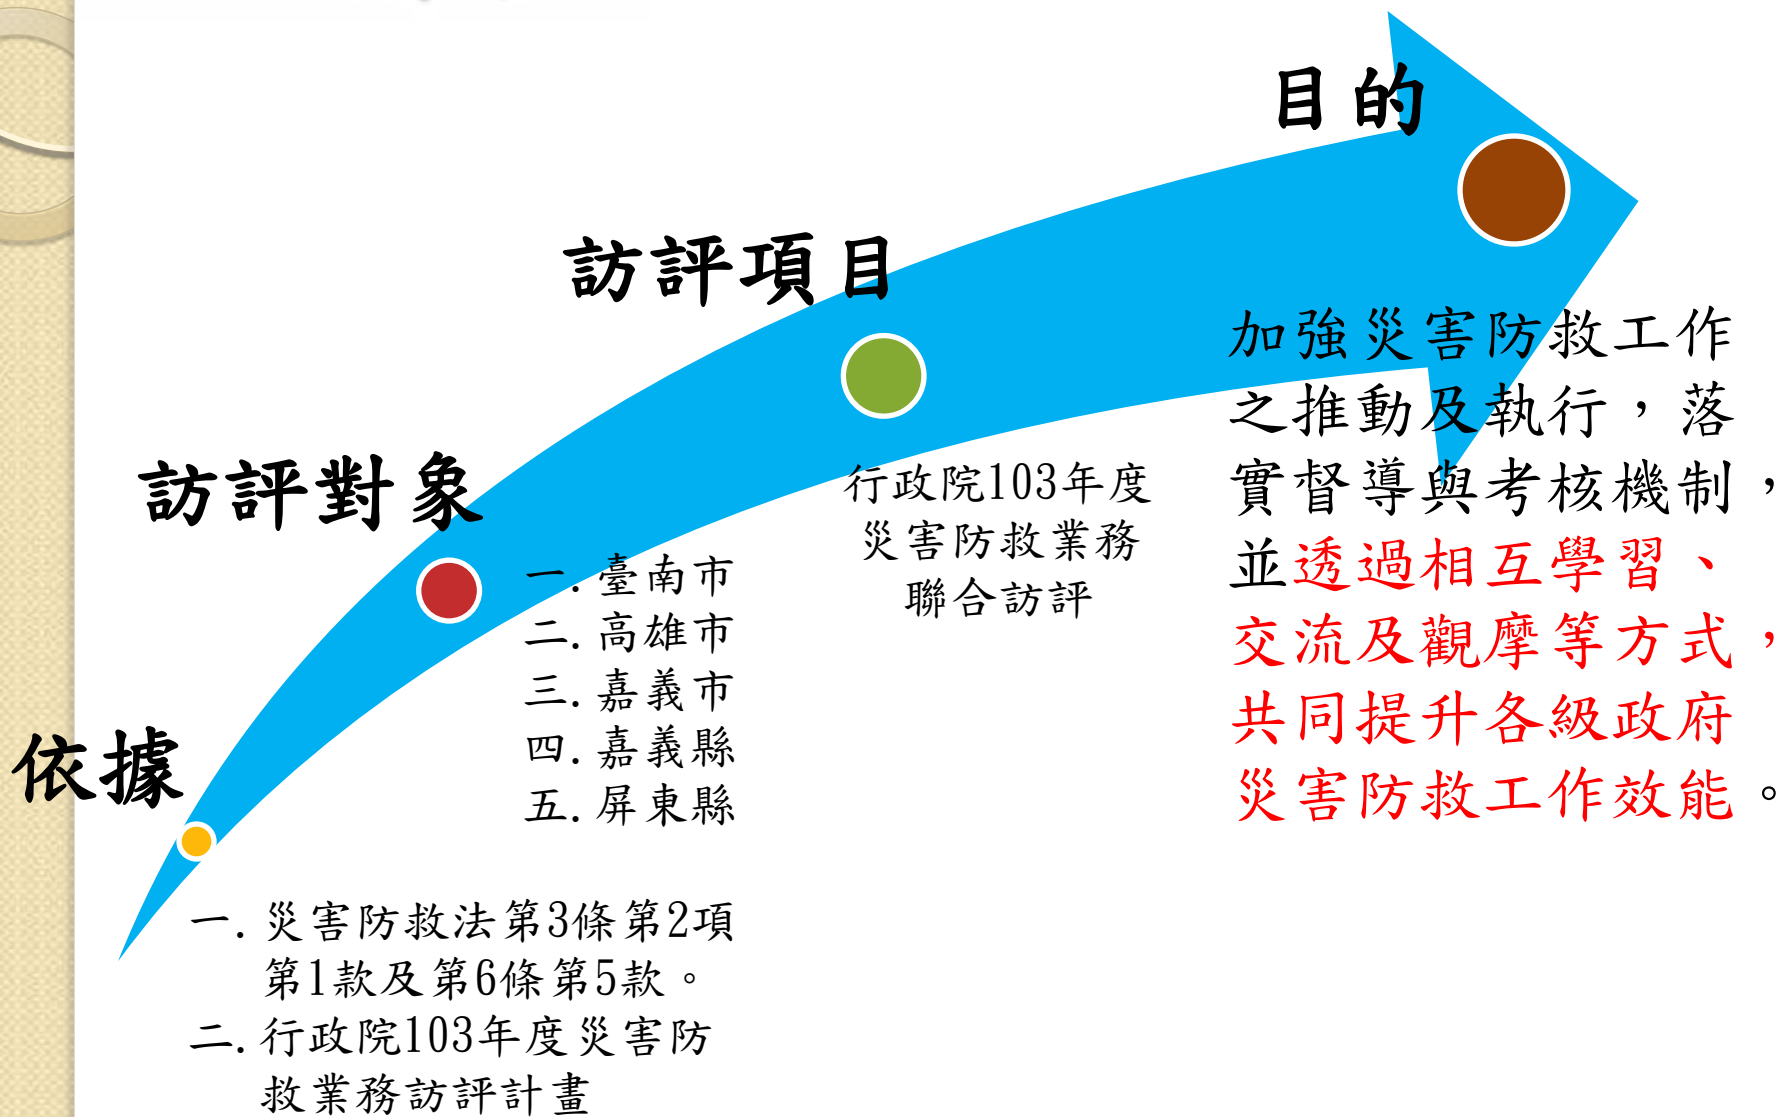 依據
一. 災害防救法第3條第2項
第1款及第6條第5款。
二. 行政院103年度災害防
救業務訪評計畫
訪評對象
一. 臺南市
二. 高雄市
三. 嘉義市
四. 嘉義縣
五. 屏東縣
訪評項目
行政院103年度
災害防救業務
聯合訪評
目的
加強災害防救工作
之推動及執行，落
實督導與考核機制，
並透過相互學習、
交流及觀摩等方式，
共同提升各級政府
災害防救工作效能。